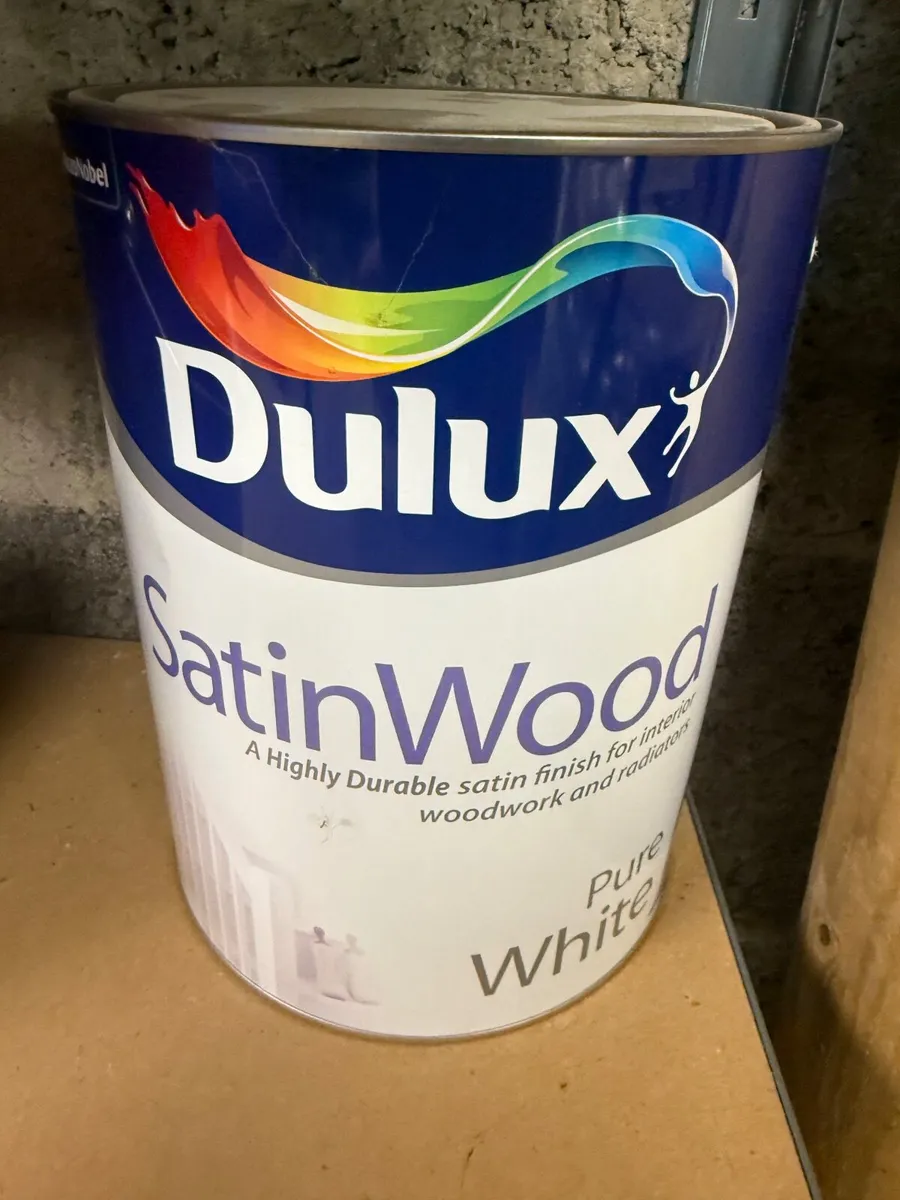 Dulux
SatinWood
A Highly Durable satin finish for interior
woodwork and radiators
Pure
White